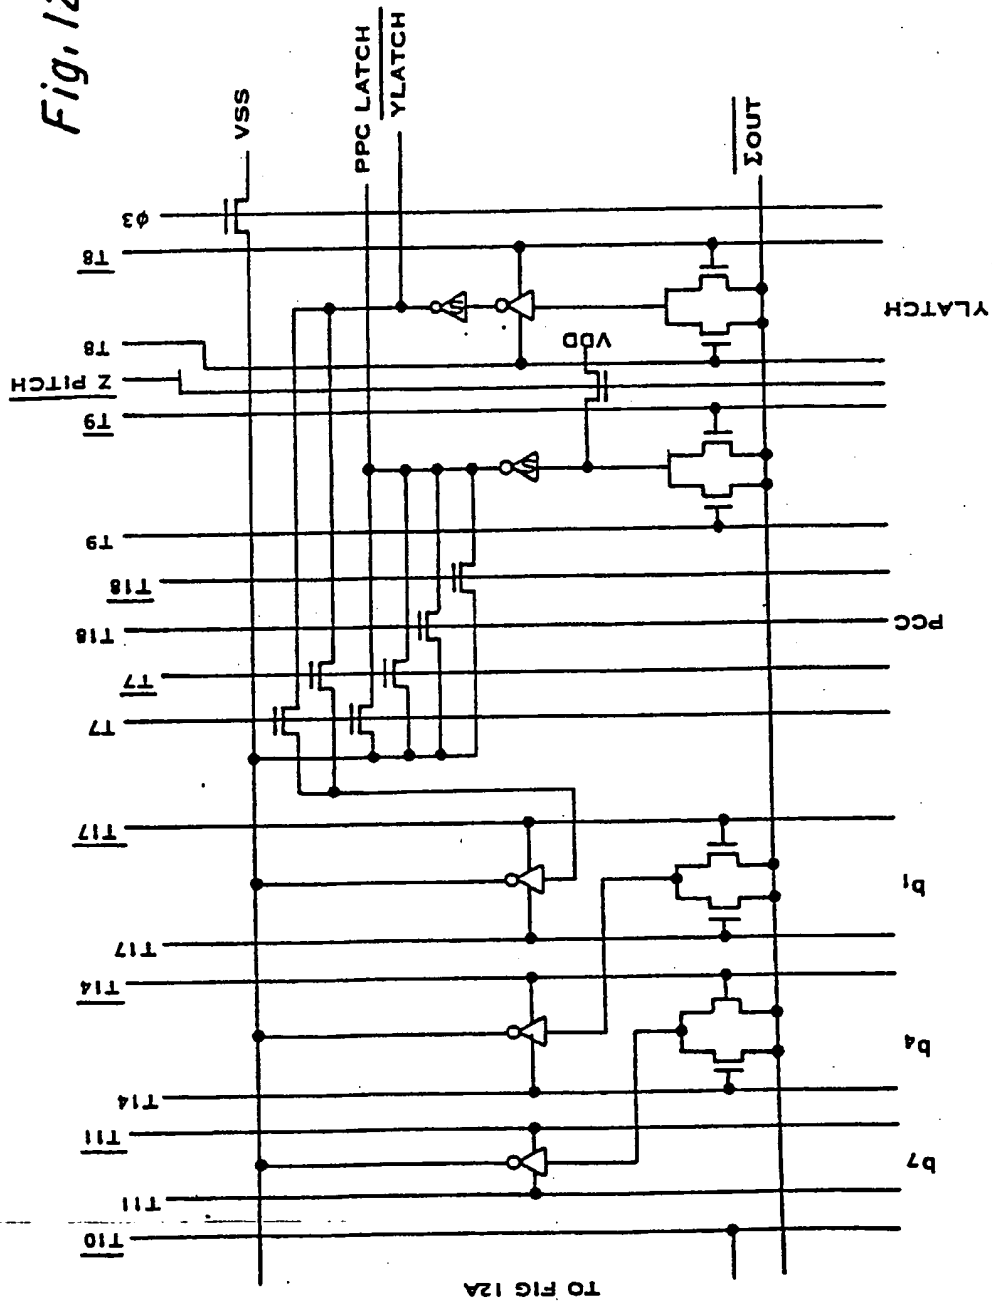 Fig. 12
VSS
PPC LATCH
YLATCH
ΣOUT
φ3
T8
T8
Z PITCH
T9
T9
T18
T18
T7
T7
T17
T17
T14
T14
T11
T11
T10
VDD
S
S
YLATCH
PCC
b1
b4
b7
TO FIG 12A